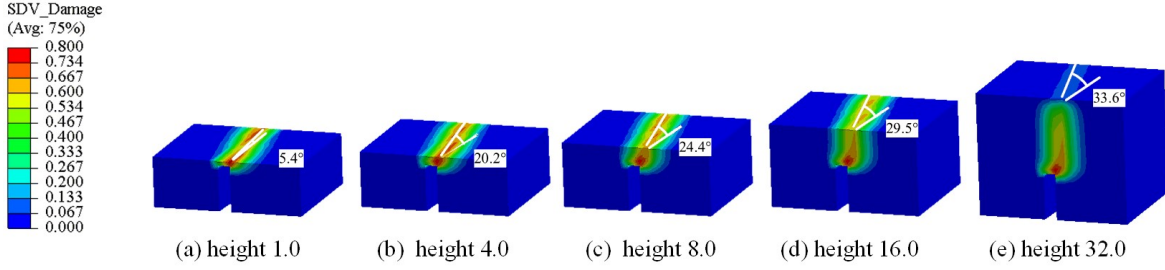 SDV_Damage
(Avg: 75%)
0.800
0.734
0.667
0.600
0.534
0.467
0.400
0.333
0.267
0.200
0.133
0.067
0.000
5.4°
20.2°
24.4°
29.5°
33.6°
(a) height 1.0
(b) height 4.0
(c) height 8.0
(d) height 16.0
(e) height 32.0